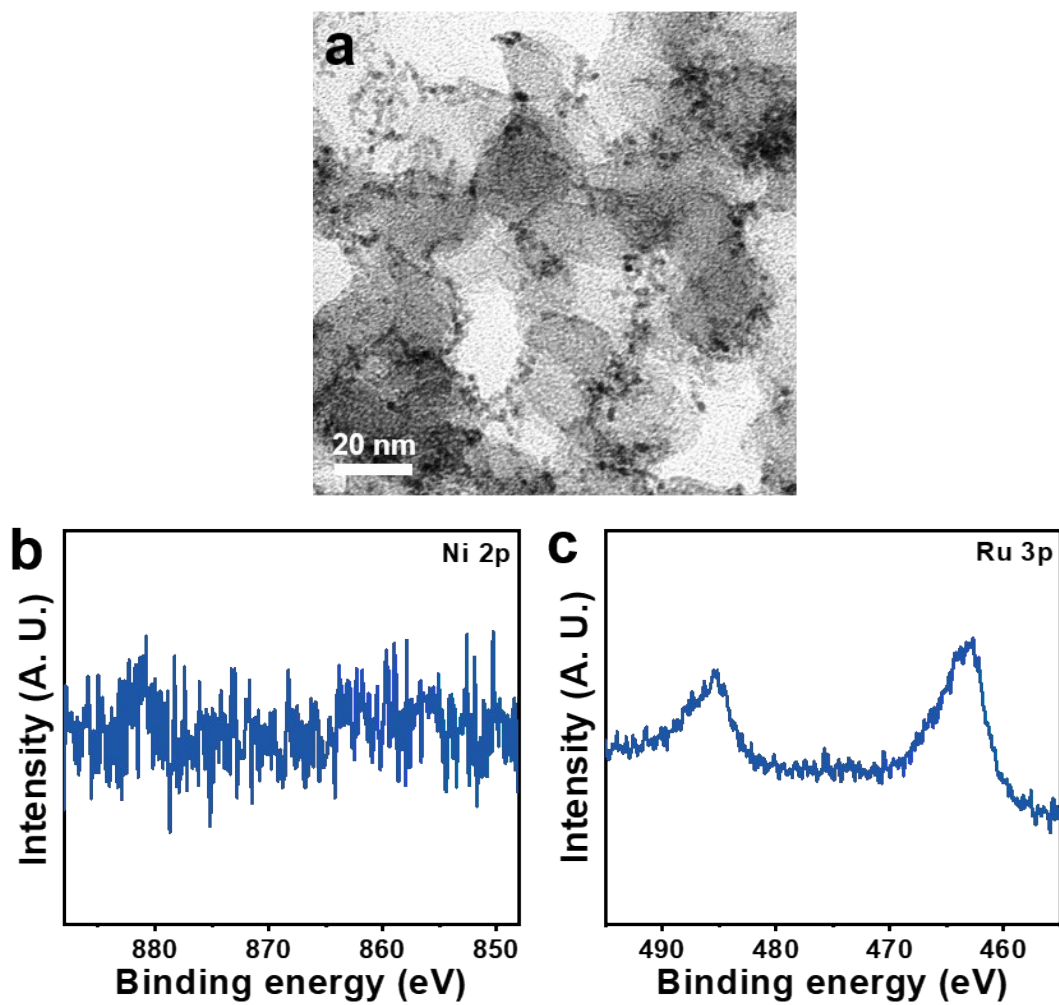 a
20 nm
b
Ni 2p
Intensity (A. U.)
880
870
860
850
Binding energy (eV)
c
Ru 3p
Intensity (A. U.)
490
480
470
460
Binding energy (eV)